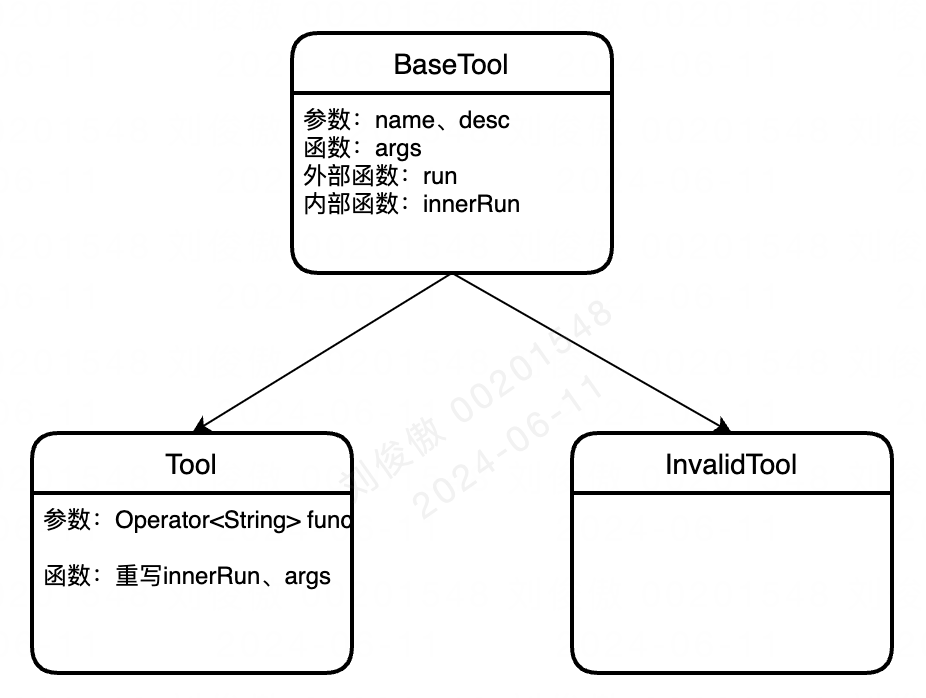 BaseTool
参数：name、desc
函数：args
外部函数：run
内部函数：innerRun
刘俊傲 00201548
2024-06-11
Tool
参数：Operator<String> func
函数：重写innerRun、args
InvalidTool